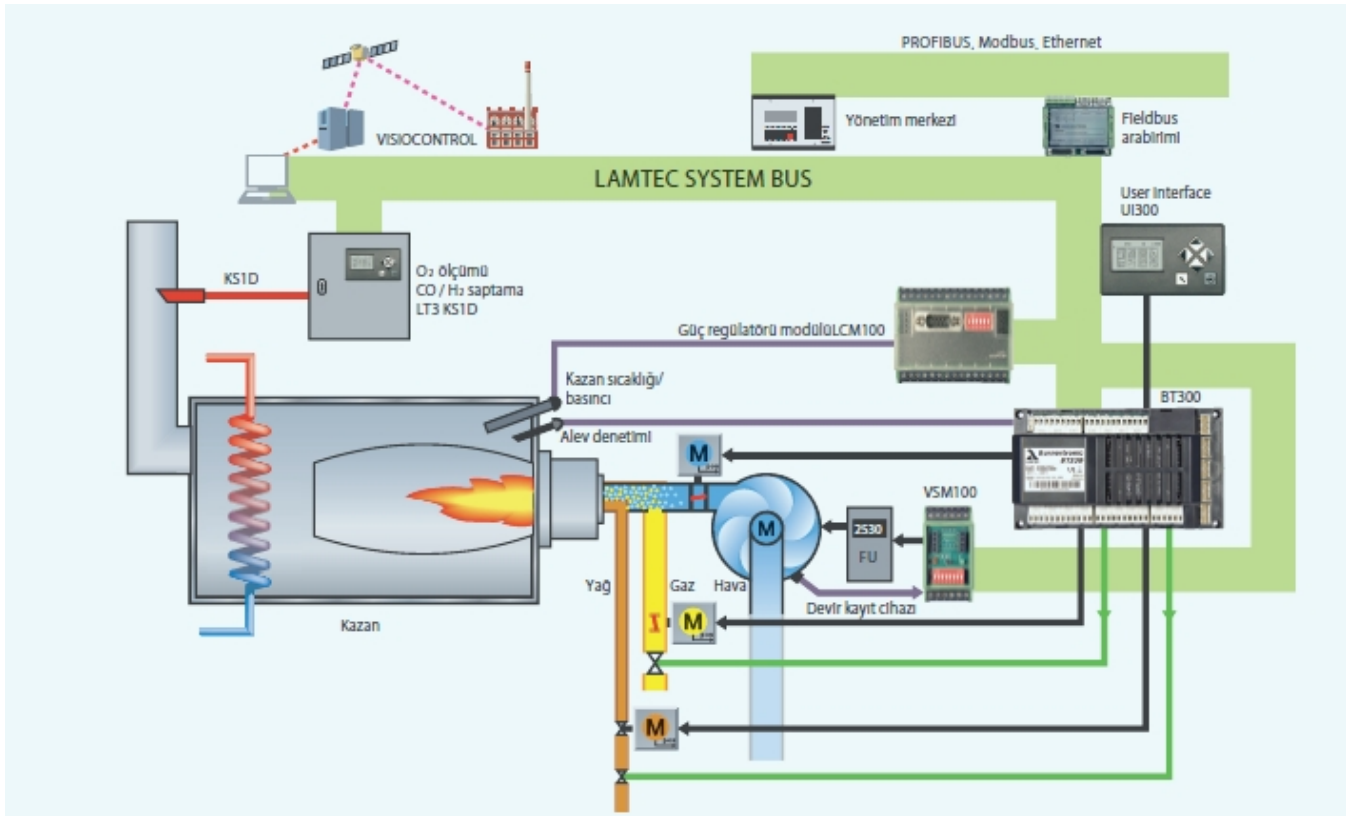 PROFIBUS, Modbus, Ethernet
VISIOCONTROL
Yönetim merkezi
Fieldbus
arabirimi
LAMTEC SYSTEM BUS
User Interface
UI300
KS1D
O₂ ölçümü
CO / H₂ saptama
LT3 KS1D
Güç regülatörü modülüLCM100
Kazan sıcaklığı/
basıncı
Alev denetimi
BT300
M
VSM100
M
2530
FU
Yağ
Gaz
Hava
Devir kayıt cihazı
Kazan
M
M